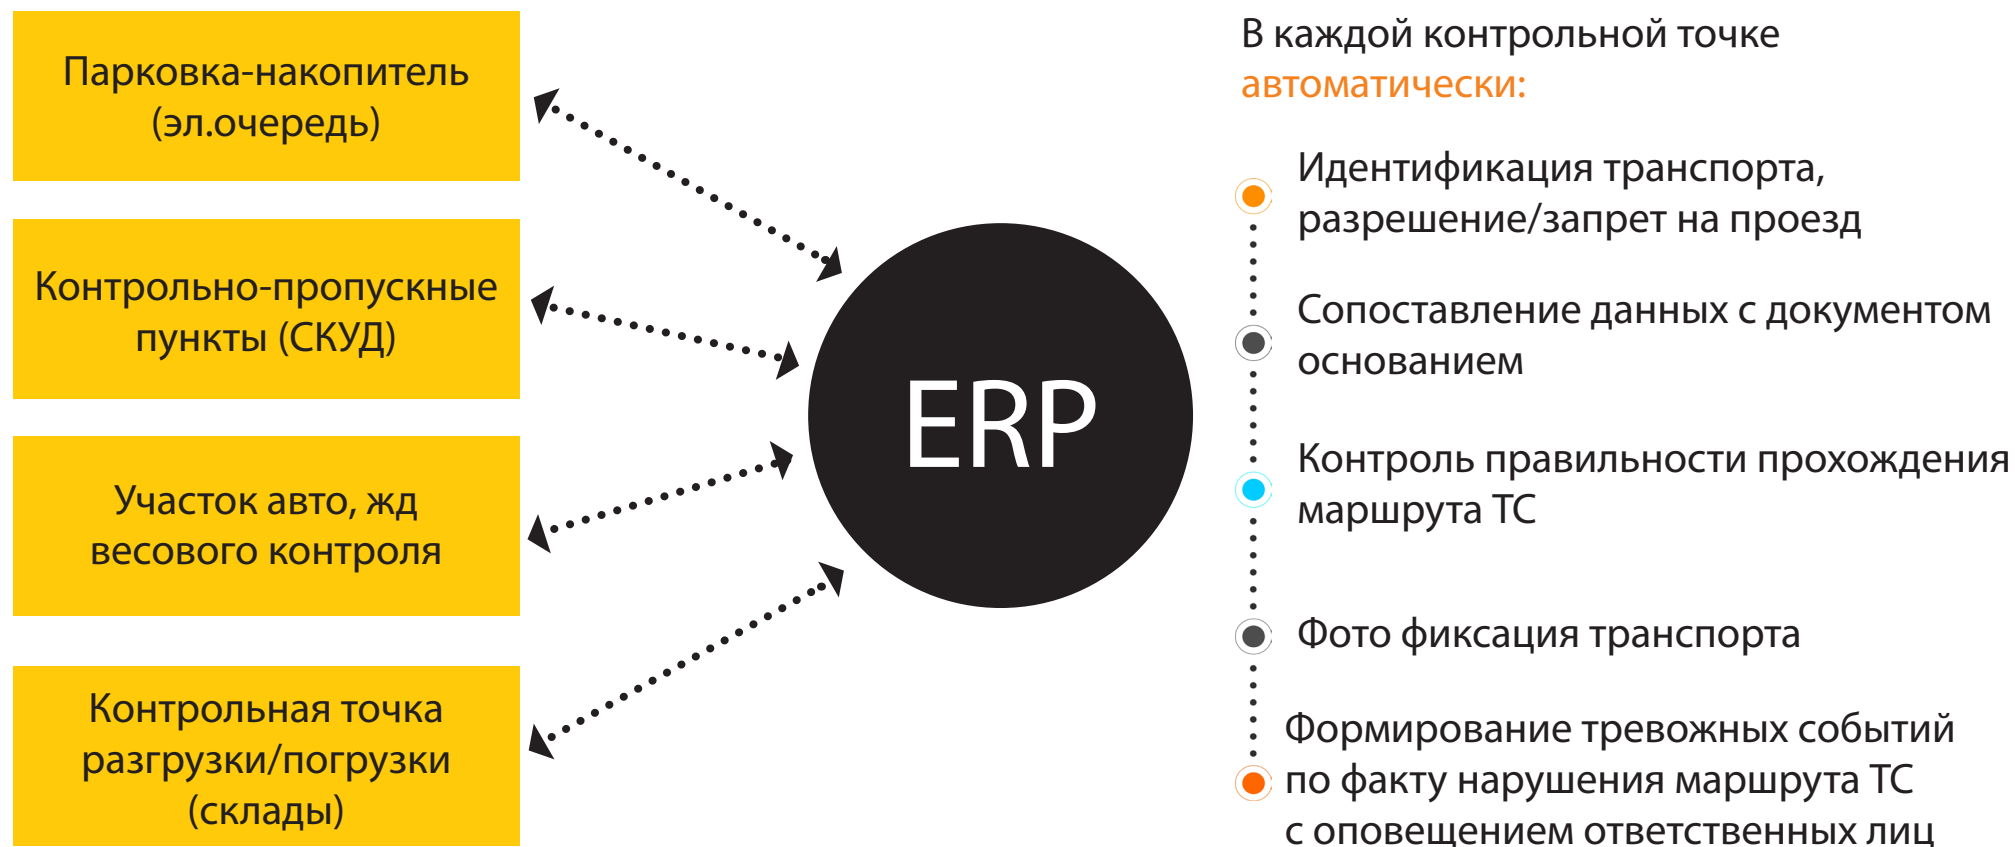 Парковка-накопитель
(эл.очередь)
Контрольно-пропускные
пункты (СКУД)
Участок авто, жд
весового контроля
Контрольная точка
разгрузки/погрузки
(склады)
ERP
В каждой контрольной точке
автоматически:
Идентификация транспорта,
разрешение/запрет на проезд
Сопоставление данных с документом
основанием
Контроль правильности прохождения
маршрута ТС
Фото фиксация транспорта
Формирование тревожных событий
по факту нарушения маршрута ТС
с оповещением ответственных лиц